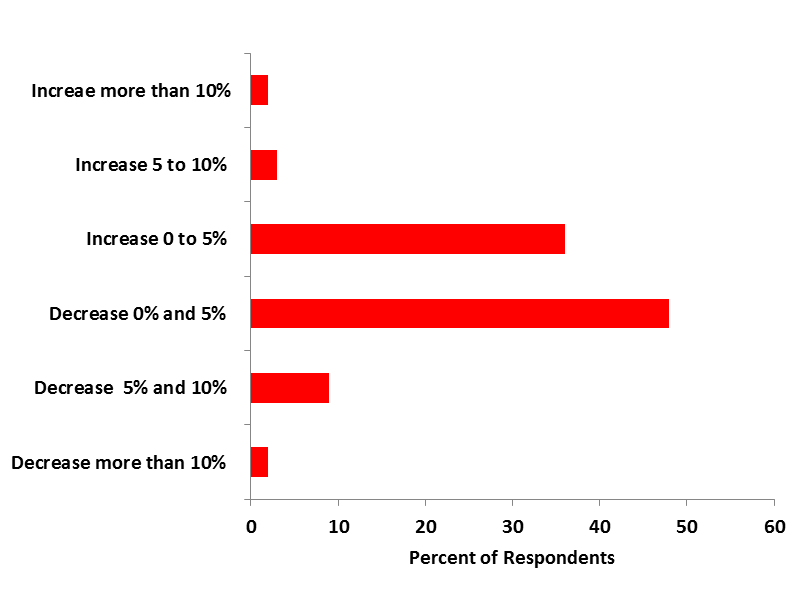 Increae more than 10%
Increase 5 to 10%
Increase 0 to 5%
Decrease 0% and 5%
Decrease  5% and 10%
Decrease more than 10%
0 10 20 30 40 50 60
Percent of Respondents